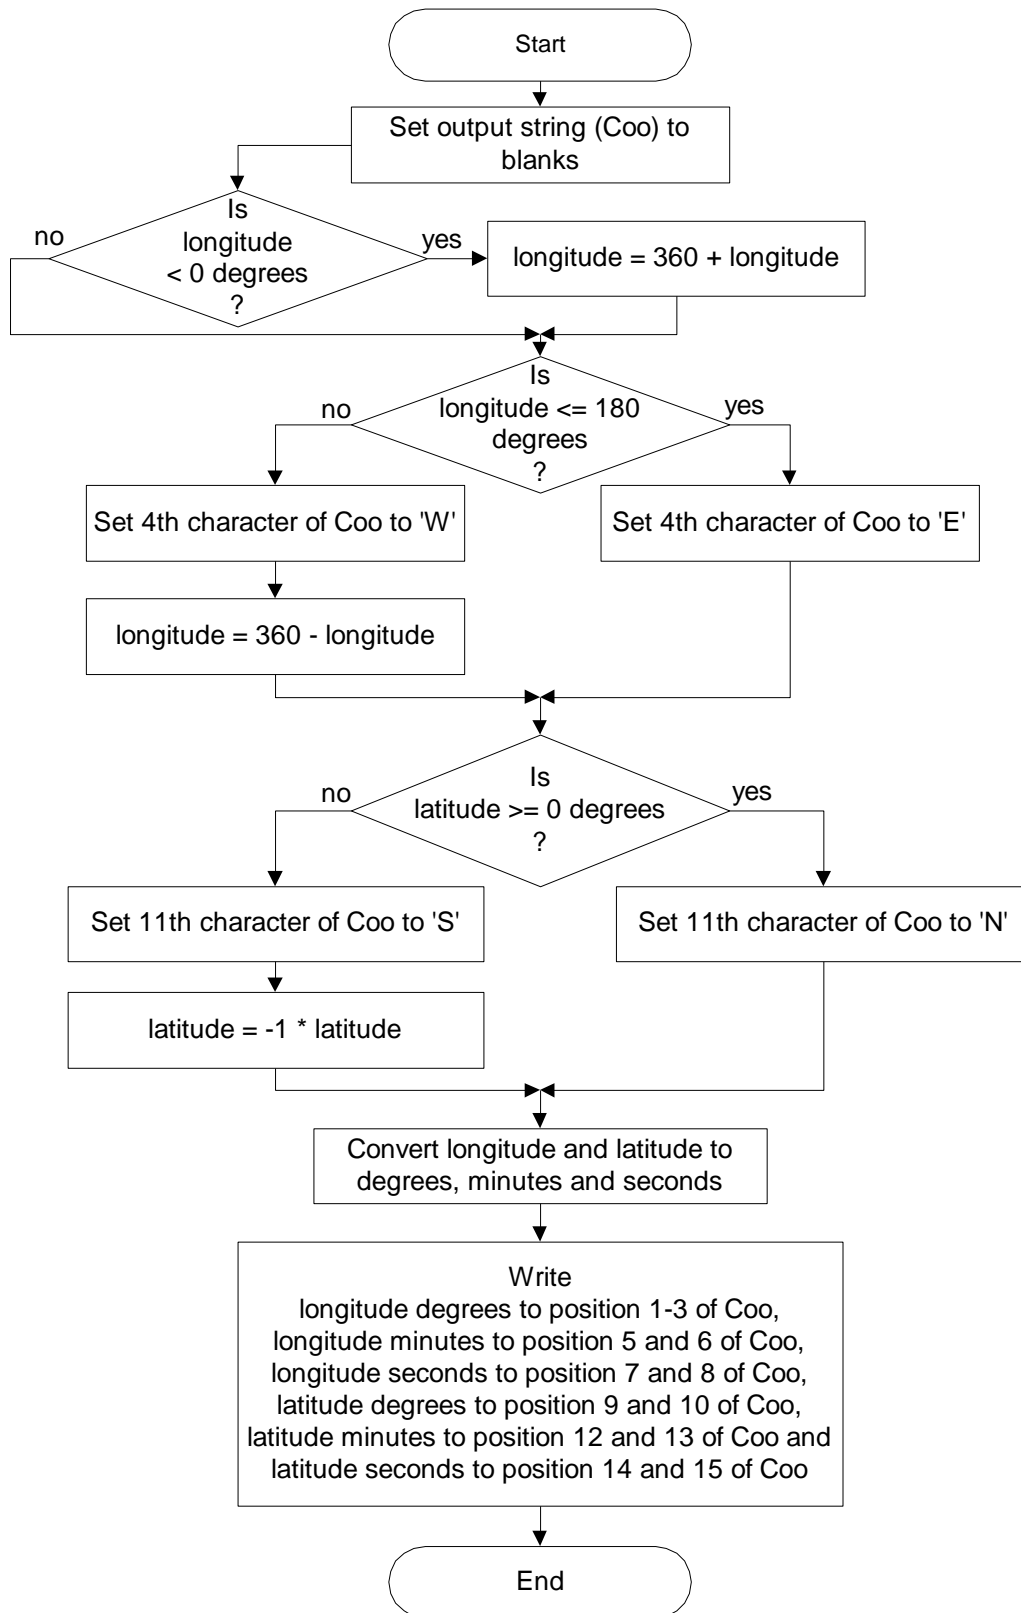 Start
Set output string (Coo) to
blanks
Is
longitude
< 0 degrees
?
no
yes
longitude = 360 + longitude
Is
longitude <= 180
degrees
?
no
yes
Set 4th character of Coo to 'W'
Set 4th character of Coo to 'E'
longitude = 360 - longitude
Is
latitude >= 0 degrees
?
no
yes
Set 11th character of Coo to 'S'
Set 11th character of Coo to 'N'
latitude = -1 * latitude
Convert longitude and latitude to
degrees, minutes and seconds
Write
longitude degrees to position 1-3 of Coo,
longitude minutes to position 5 and 6 of Coo,
longitude seconds to position 7 and 8 of Coo,
latitude degrees to position 9 and 10 of Coo,
latitude minutes to position 12 and 13 of Coo and
latitude seconds to position 14 and 15 of Coo
End